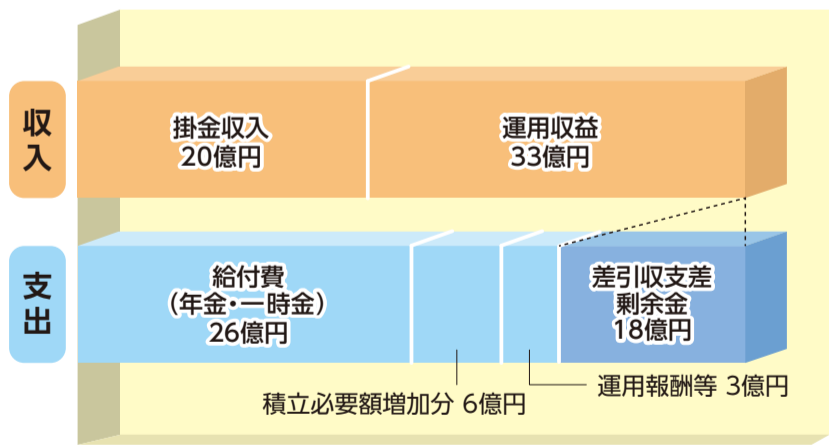 収入
掛金収入
20億円
運用収益
33億円
支出
給付費
（年金・一時金）
26億円
差引収支差
剰余金
18億円
積立必要額増加分 6億円
運用報酬等 3億円